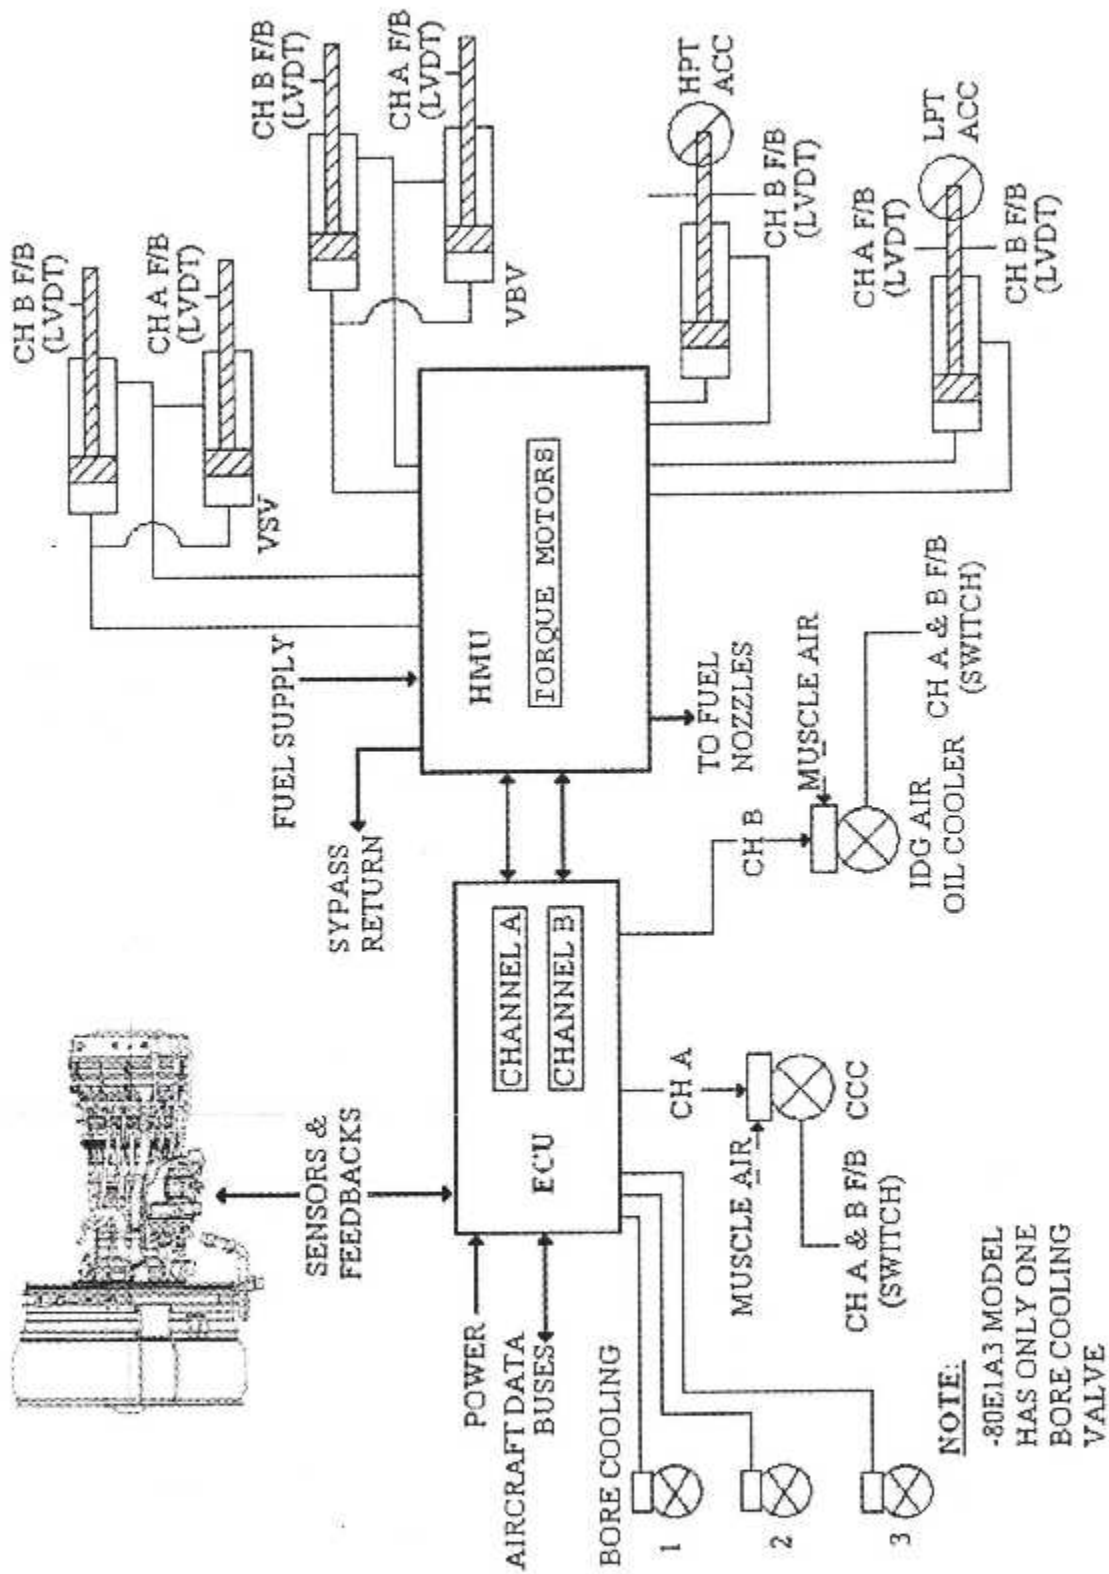 SENSORS &
FEEDBACKS
POWER
AIRCRAFT DATA
BUSES
ECU
CHANNEL A
CHANNEL B
SYPASS
RETURN
FUEL SUPPLY
HMU
TORQUE MOTORS
TO FUEL
NOZZLES
CH B F/B
(LVDT)
CH A F/B
(LVDT)
VSV
CH B F/B
(LVDT)
CH A F/B
(LVDT)
VBV
HPT
ACC
CH B F/B
(LVDT)
CH A F/B
(LVDT)
LPT
ACC
CH B F/B
(LVDT)
BORE COOLING
1
2
3
CH A
MUSCLE AIR
CCC
CH A & B F/B
(SWITCH)
CH B
MUSCLE AIR
IDG AIR
OIL COOLER
CH A & B F/B
(SWITCH)
NOTE:
-80E1A3 MODEL
HAS ONLY ONE
BORE COOLING
VALVE